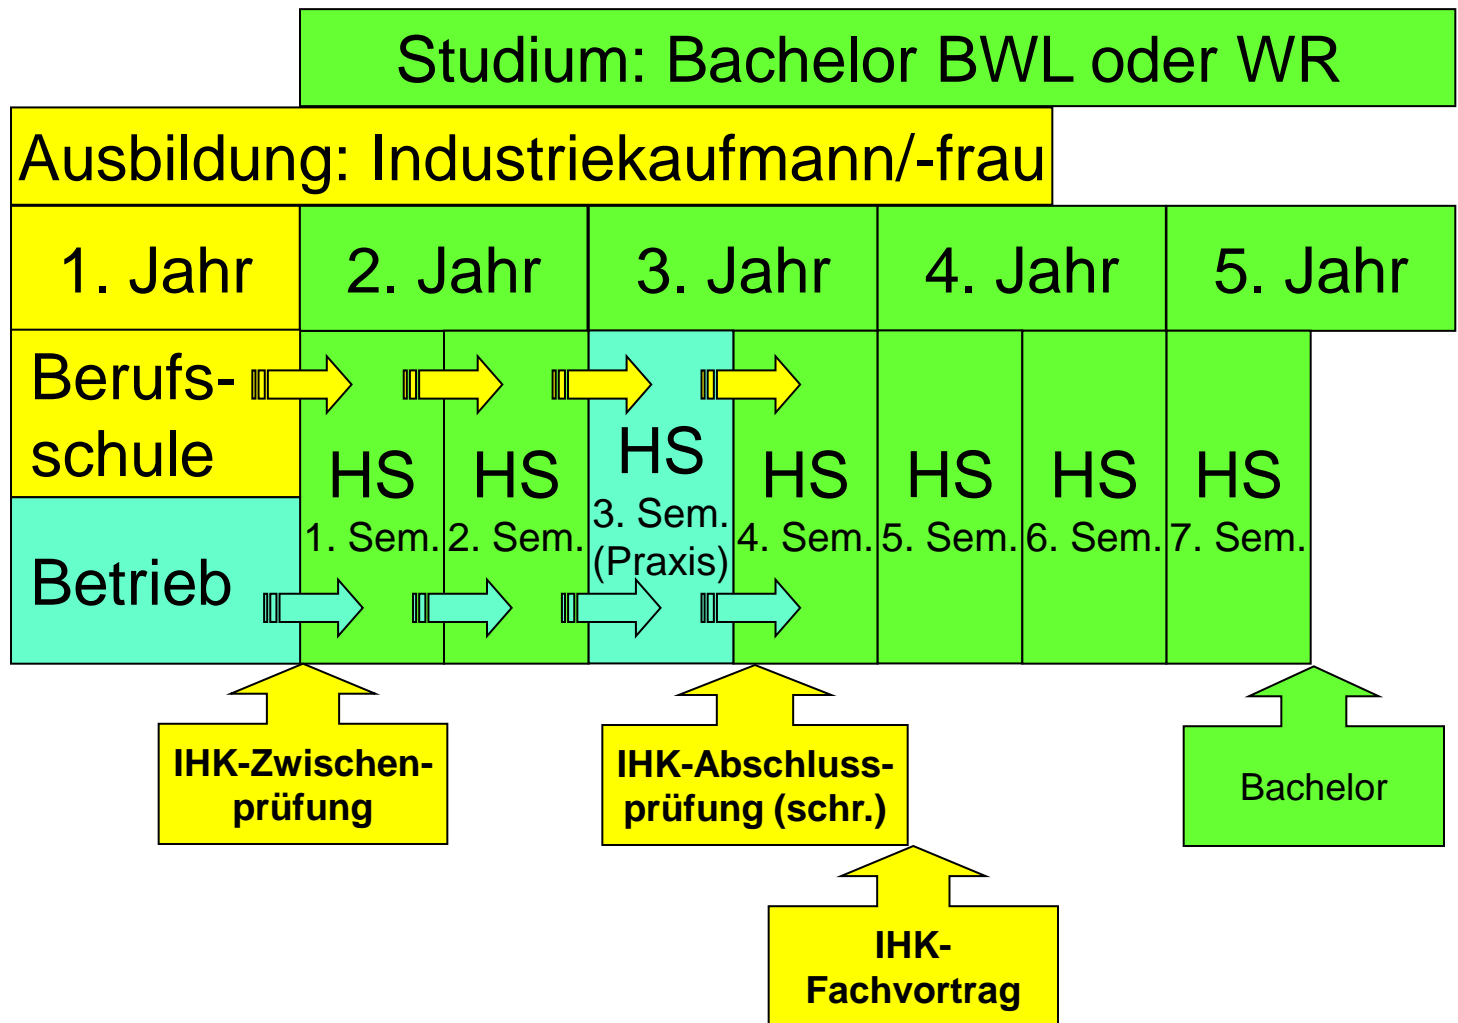 Studium: Bachelor BWL oder WR
Ausbildung: Industriekaufmann/-frau
1. Jahr
2. Jahr
3. Jahr
4. Jahr
5. Jahr
Berufs-
schule
Betrieb
HS
1. Sem.
HS
2. Sem.
HS
3. Sem.
(Praxis)
HS
4. Sem.
HS
5. Sem.
HS
6. Sem.
HS
7. Sem.
IHK-Zwischen-
prüfung
IHK-Abschluss-
prüfung (schr.)
Bachelor
IHK-
Fachvortrag